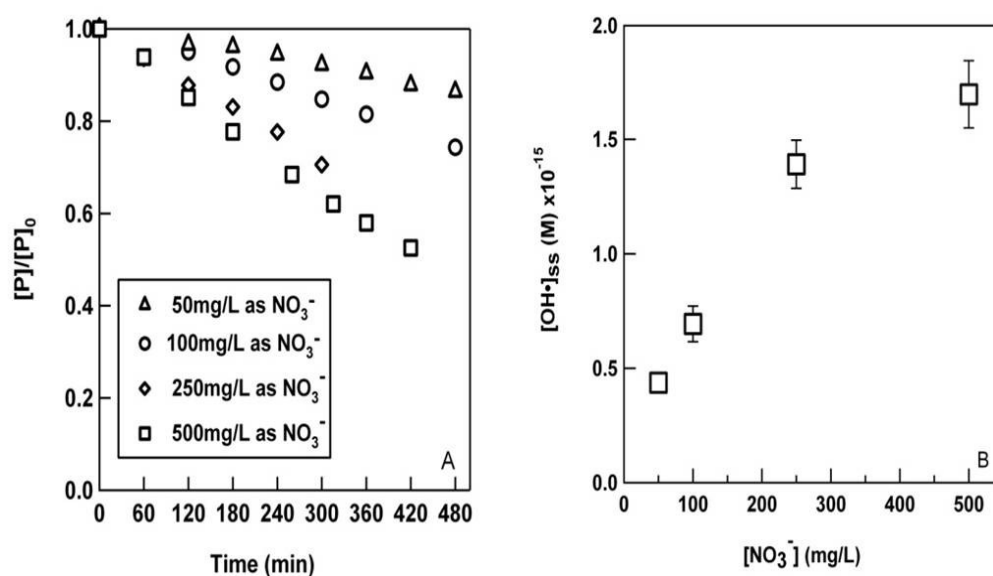 1.0
0.8
0.6
0.4
0.2
0.0
[P]/[P]0
50mg/L as NO3-
100mg/L as NO3-
250mg/L as NO3-
500mg/L as NO3-
A
0 60 120 180 240 300 360 420 480
Time (min)
2.0
1.5
1.0
0.5
0.0
[OH•]ss (M) x10-15
B
0 100 200 300 400 500
[NO3-] (mg/L)